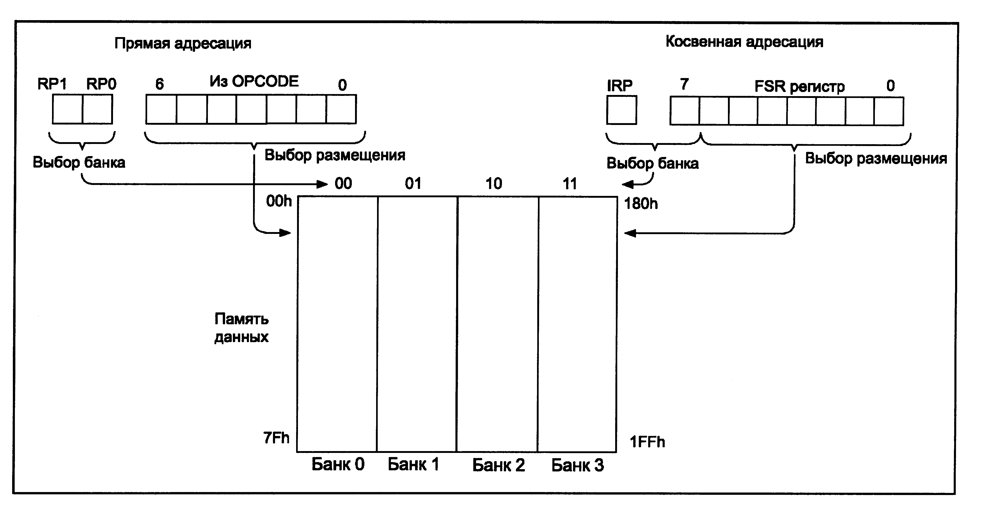 Прямая адресация
Косвенная адресация
RP1 RP0 6 Из OPCODE 0
IRP 7 FSR регистр 0
Выбор банка
Выбор размещения
Выбор банка
Выбор размещения
00 01 10 11
00h
180h
Память
данных
7Fh
1FFh
Банк 0 Банк 1 Банк 2 Банк 3